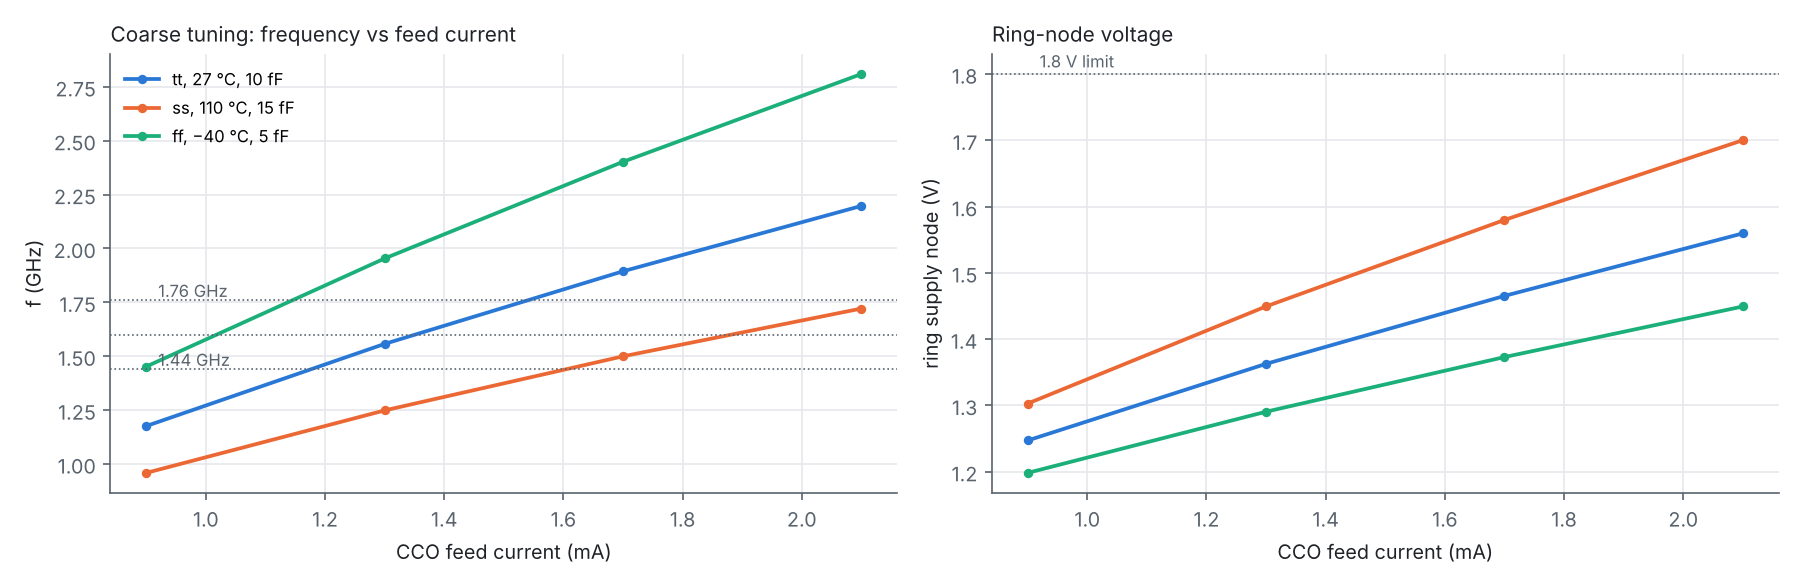 Coarse tuning: frequency vs feed current
tt, 27 °C, 10 fF
ss, 110 °C, 15 fF
ff, −40 °C, 5 fF
1.76 GHz
1.44 GHz
2.75
2.50
2.25
2.00
1.75
1.50
1.25
1.00
f (GHz)
1.0
1.2
1.4
1.6
1.8
2.0
CCO feed current (mA)
Ring-node voltage
1.8 V limit
1.8
1.7
1.6
1.5
1.4
1.3
1.2
ring supply node (V)
1.0
1.2
1.4
1.6
1.8
2.0
CCO feed current (mA)